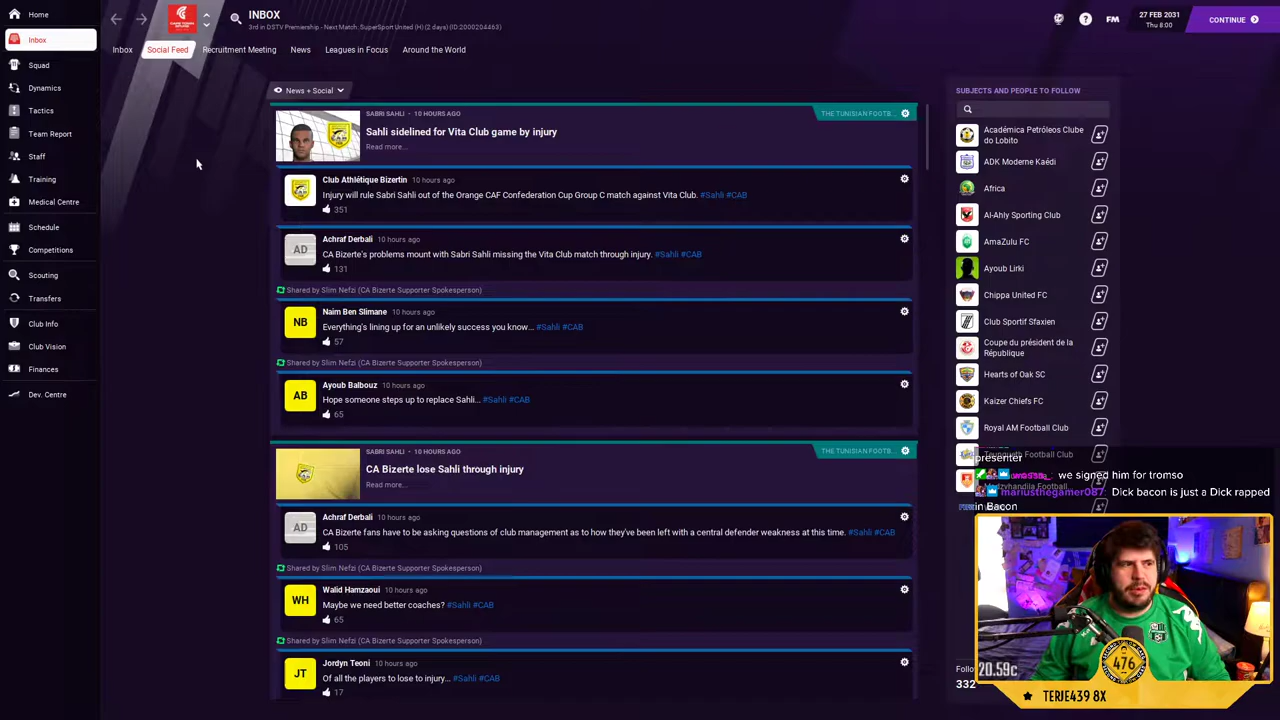 Home
Inbox
Squad
Dynamics
Tactics
Team Report
Staff
Training
Medical Centre
Schedule
Competitions
Scouting
Transfers
Club Info
Club Vision
Finances
Dev. Centre
INBOX
3rd in DSTV Premiership - Next Match: SuperSport United (H) (2 days) (ID:2000204463)
FM
27 FEB 2031
Thu 8:00
CONTINUE
Inbox
Social Feed
Recruitment Meeting
News
Leagues in Focus
Around the World
News + Social
SABRI SAHLI - 10 HOURS AGO
THE TUNISIAN FOOTB...
Sahli sidelined for Vita Club game by injury
Read more...
Club Athlétique Bizertin 10 hours ago
Injury will rule Sabri Sahli out of the Orange CAF Confederation Cup Group C match against Vita Club. #Sahli #CAB
351
AD
Achraf Derbali 10 hours ago
CA Bizerte's problems mount with Sabri Sahli missing the Vita Club match through injury. #Sahli #CAB
131
Shared by Slim Nefzi (CA Bizerte Supporter Spokesperson)
NB
Naim Ben Slimane 10 hours ago
Everything's lining up for an unlikely success you know... #Sahli #CAB
57
Shared by Slim Nefzi (CA Bizerte Supporter Spokesperson)
AB
Ayoub Balbouz 10 hours ago
Hope someone steps up to replace Sahli... #Sahli #CAB
65
SABRI SAHLI - 10 HOURS AGO
THE TUNISIAN FOOTB...
CA Bizerte lose Sahli through injury
Read more...
AD
Achraf Derbali 10 hours ago
CA Bizerte fans have to be asking questions of club management as to how they've been left with a central defender weakness at this time. #Sahli #CAB
105
Shared by Slim Nefzi (CA Bizerte Supporter Spokesperson)
WH
Walid Hamzaoui 10 hours ago
Maybe we need better coaches? #Sahli #CAB
65
Shared by Slim Nefzi (CA Bizerte Supporter Spokesperson)
JT
Jordyn Teoni 10 hours ago
Of all the players to lose to injury... #Sahli #CAB
17
SUBJECTS AND PEOPLE TO FOLLOW
Académica Petróleos Clube
do Lobito
ADK Moderne Kaédi
Africa
Al-Ahly Sporting Club
AmaZulu FC
Ayoub Lirki
Chippa United FC
Club Sportif Sfaxien
Coupe du président de la
République
Hearts of Oak SC
Kaizer Chiefs FC
Royal AM Football Club
Teungueth Football Club
presenter
we signed him for tromso
mariusthegamer087: Dick bacon is just a Dick rapped
in Bacon
Follo
332
20.59c
476
TERJE439 8X